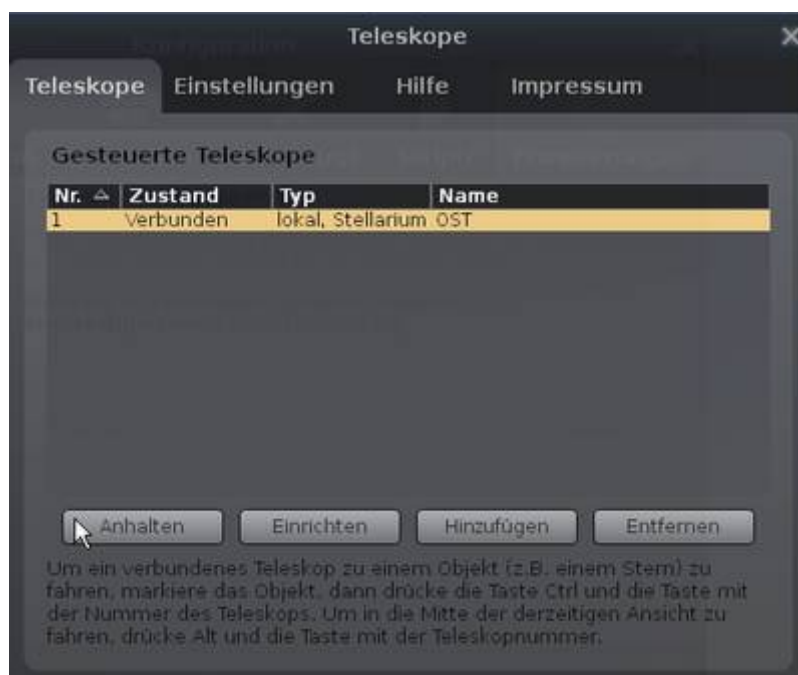 Teleskope
Teleskope Einstellungen Hilfe Impressum
Gesteuerte Teleskope
Nr. Zustand Typ Name
1 Verbunden lokal, Stellarium OST
Anhalten Einrichten Hinzufügen Entfernen
Um ein verbundenes Teleskop zu einem Objekt (z.B. einem Stern) zu
fahren, markiere das Objekt, dann drücke die Taste Ctrl und die Taste mit
der Nummer des Teleskops. Um in die Mitte der derzeitigen Ansicht zu
fahren, drücke Alt und die Taste mit der Teleskopnummer.